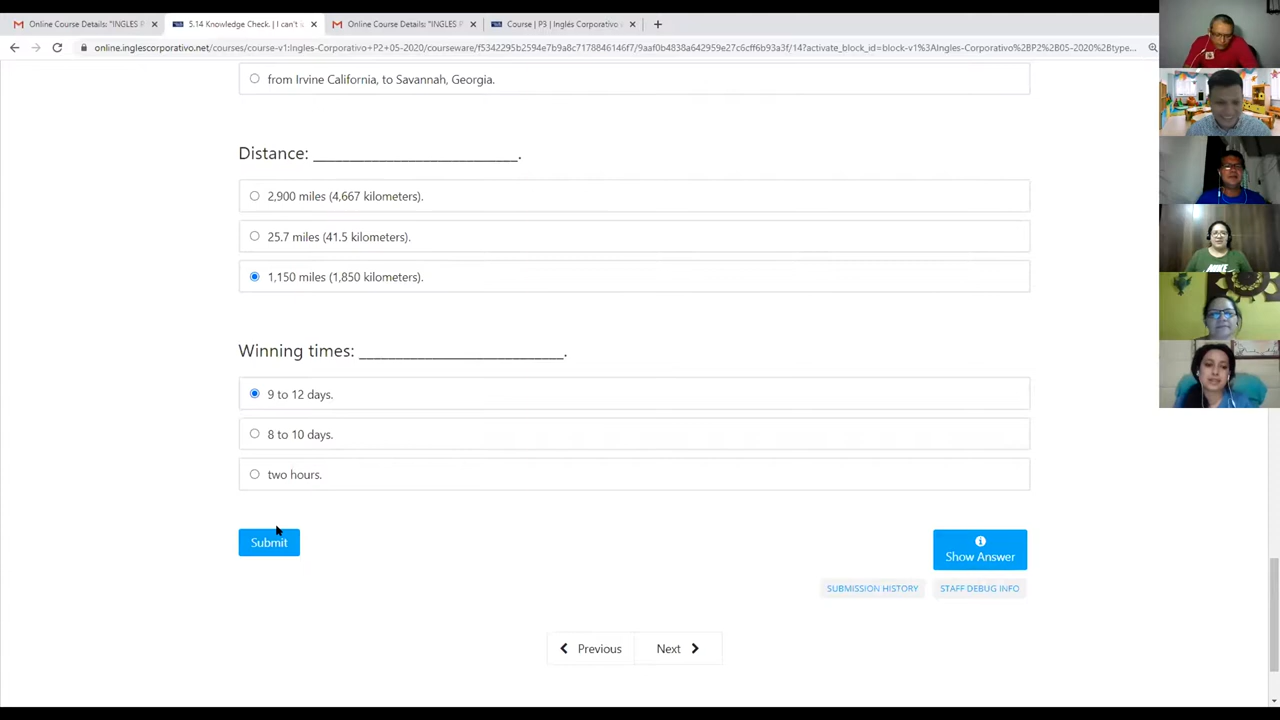 Online Course Details: "INGLES P
5.14 Knowledge Check. | I can't
Online Course Details: "INGLES P
Course | P3 | Inglés Corporativo
online.inglescorporativo.net/courses/course-v1:Ingles-Corporativo+P2+05-2020/courseware/f5342295b2594e7b9a8c7178846146f7/9aaf0b4838a642959e27c6cff6b93a3f/14?activate_block_id=block-v1%3AIngles-Corporativo%2BP2%2B05-2020%2Btype...
from Irvine California, to Savannah, Georgia.
Distance: ____________________________.
2,900 miles (4,667 kilometers).
25.7 miles (41.5 kilometers).
1,150 miles (1,850 kilometers).
Winning times: ____________________________.
9 to 12 days.
8 to 10 days.
two hours.
Submit
Show Answer
SUBMISSION HISTORY
STAFF DEBUG INFO
Previous
Next